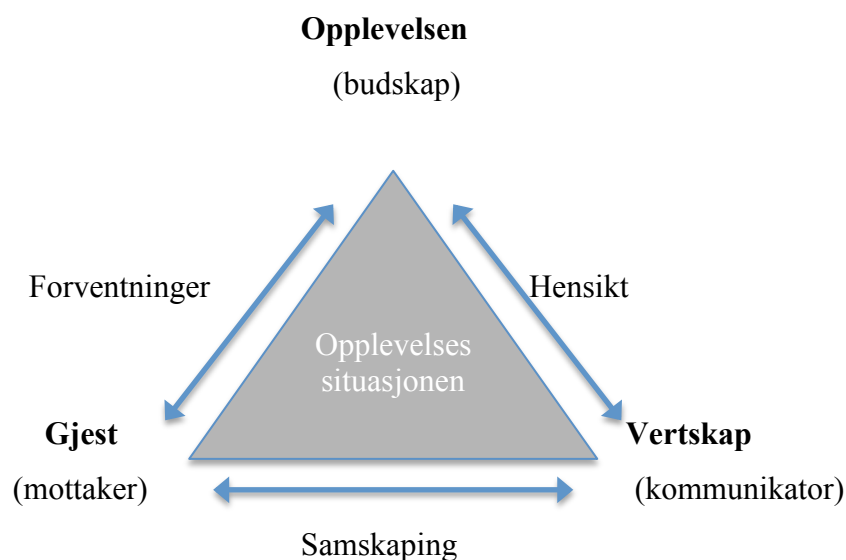 Opplevelsen
(budskap)
Forventninger
Hensikt
Opplevelses
situasjonen
Gjest
(mottaker)
Vertskap
(kommunikator)
Samskaping